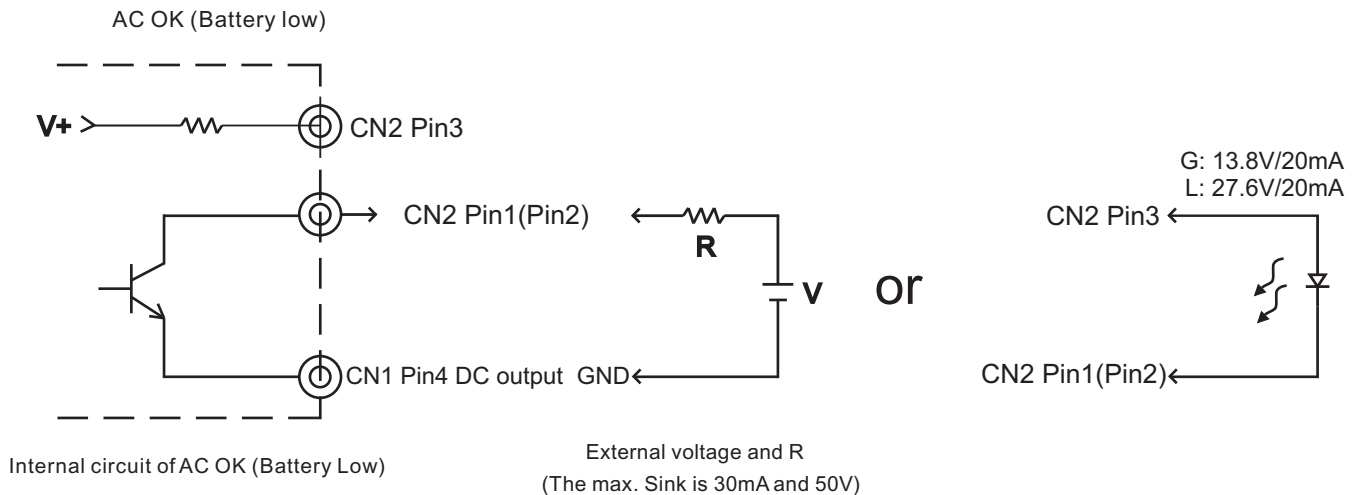 AC OK (Battery low)
V+
CN2 Pin3
CN2 Pin1(Pin2)
R
V
CN1 Pin4 DC output GND
or
G: 13.8V/20mA
L: 27.6V/20mA
CN2 Pin3
CN2 Pin1(Pin2)
Internal circuit of AC OK (Battery Low)
External voltage and R
(The max. Sink is 30mA and 50V)